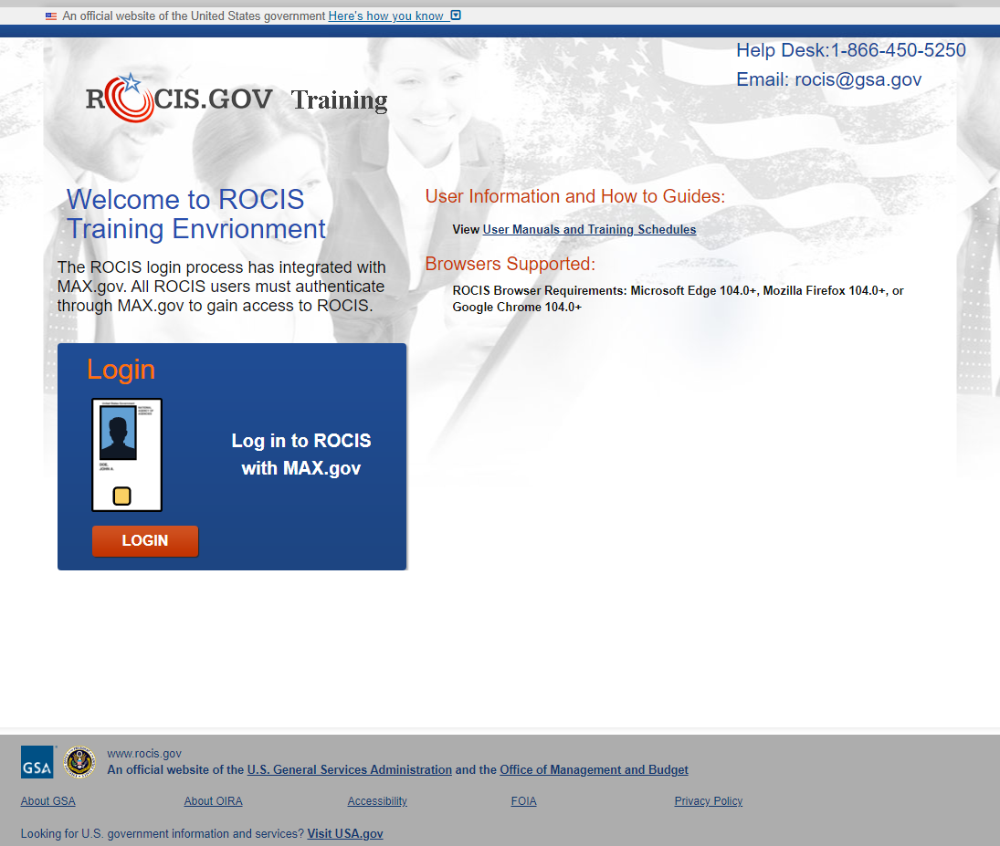 An official website of the United States government Here's how you know
Help Desk:1-866-450-5250
Email: rocis@gsa.gov
ROCIS.GOV Training
Welcome to ROCIS
Training Envrionment
The ROCIS login process has integrated with
MAX.gov. All ROCIS users must authenticate
through MAX.gov to gain access to ROCIS.
User Information and How to Guides:
View User Manuals and Training Schedules
Browsers Supported:
ROCIS Browser Requirements: Microsoft Edge 104.0+, Mozilla Firefox 104.0+, or
Google Chrome 104.0+
Login
United States Government
DOE,
JOHN A.
Log in to ROCIS
with MAX.gov
LOGIN
GSA
www.rocis.gov
An official website of the U.S. General Services Administration and the Office of Management and Budget
About GSA
About OIRA
Accessibility
FOIA
Privacy Policy
Looking for U.S. government information and services? Visit USA.gov